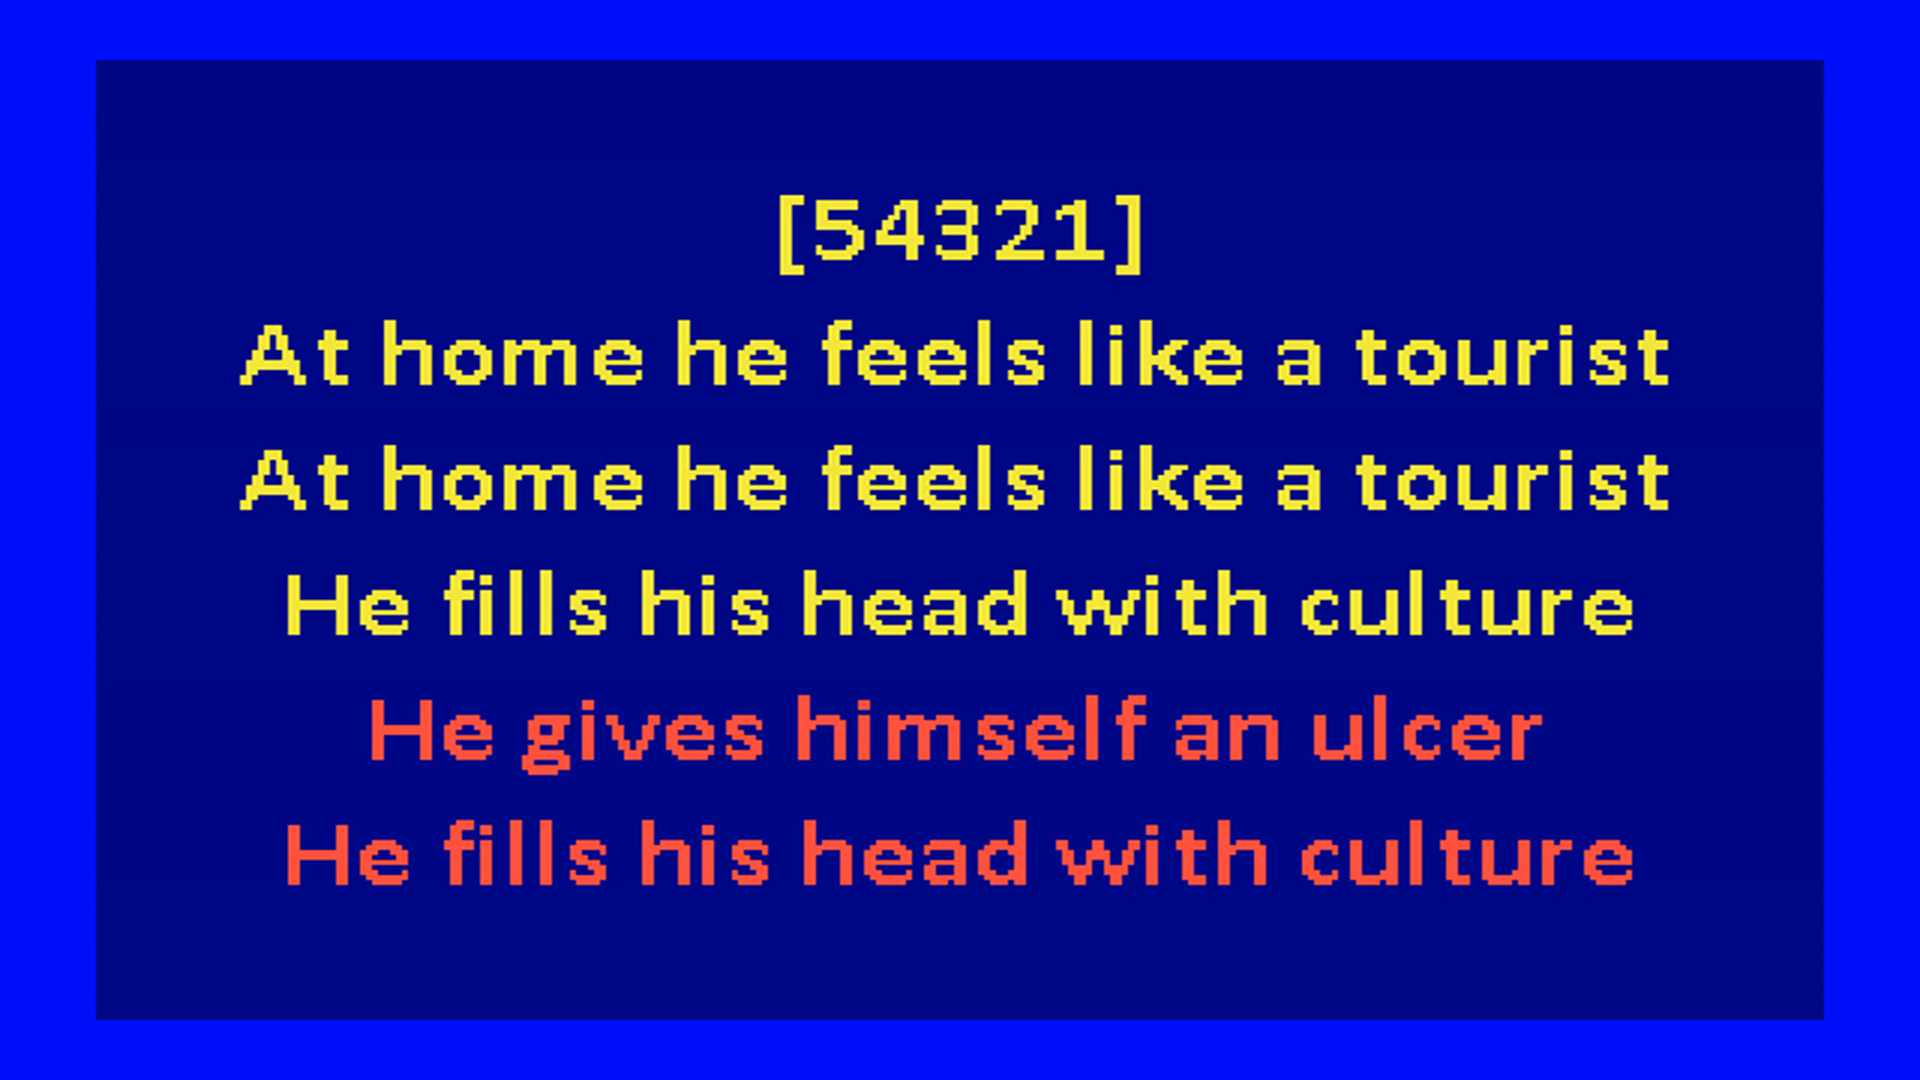 [54321]
At home he feels like a tourist
At home he feels like a tourist
He fills his head with culture
He gives himself an ulcer
He fills his head with culture